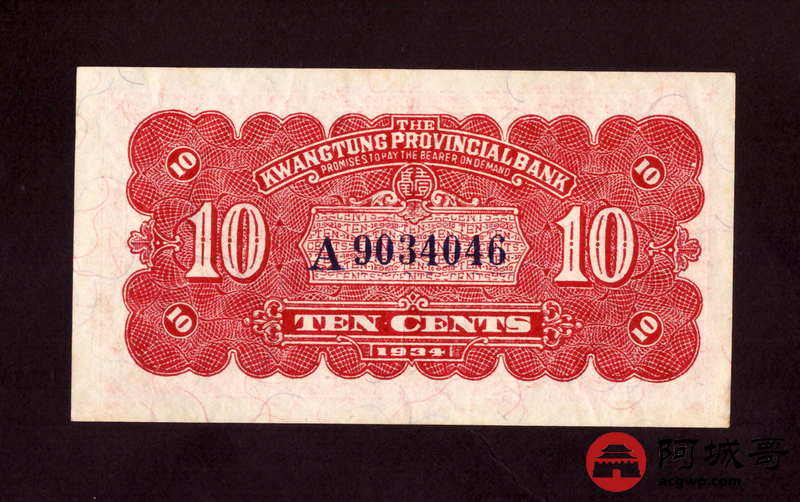 THE
KWANGTUNG PROVINCIAL BANK
PROMISES TO PAY THE BEARER ON DEMAND
10
10
10
10
A 9034046
TEN CENTS
10
10
1934
阿城哥
acgwp.com